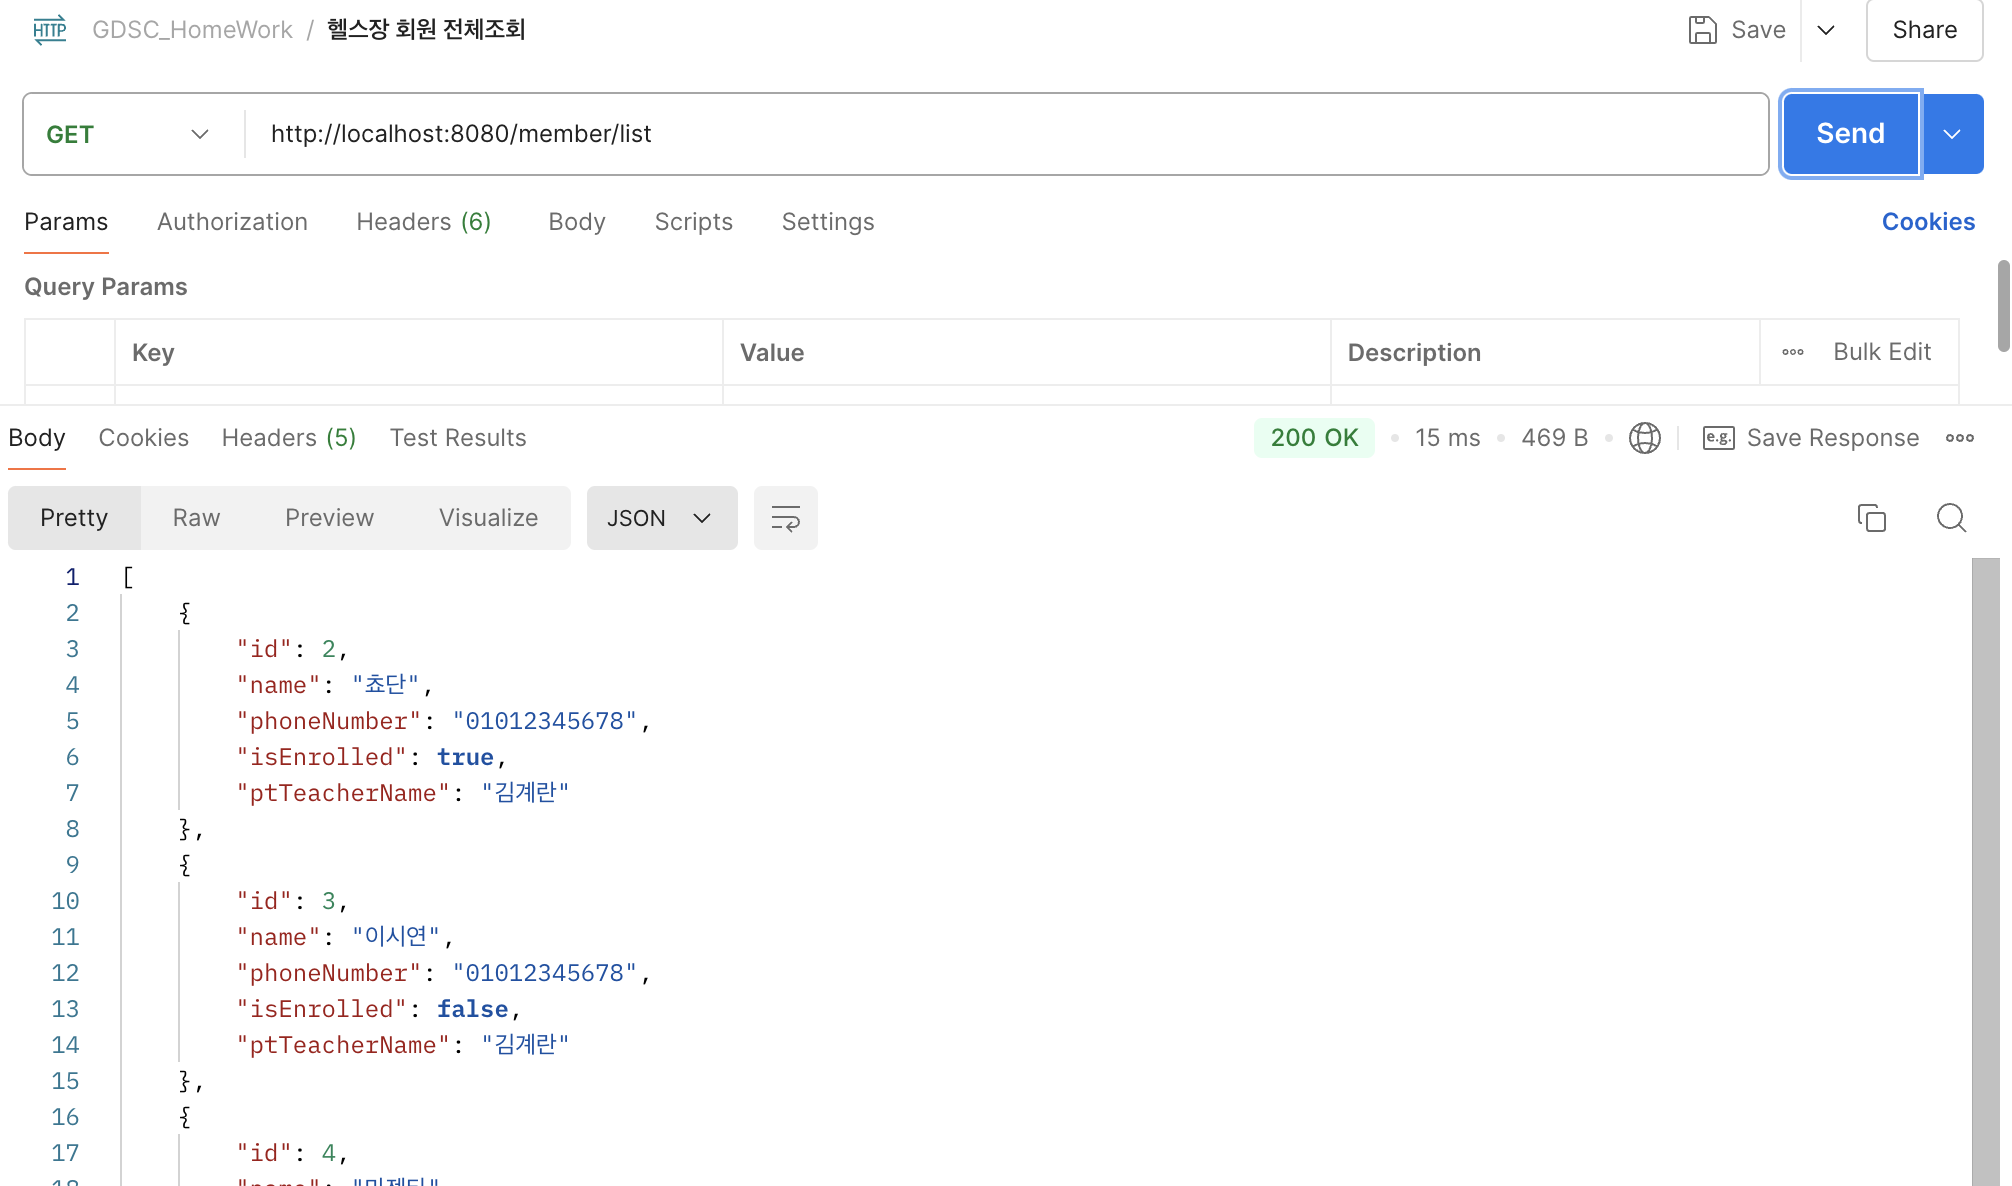 HTTP GDSC_HomeWork / 헬스장 회원 전체조회 Save Share
GET http://localhost:8080/member/list Send
Params Authorization Headers (6) Body Scripts Settings Cookies
Query Params
Key Value Description ooo Bulk Edit
Body Cookies Headers (5) Test Results 200 OK • 15 ms • 469 B • e.g. Save Response ooo
Pretty Raw Preview Visualize JSON
1 [
2 {
3 "id": 2,
4 "name": "쵸단",
5 "phoneNumber": "01012345678",
6 "isEnrolled": true,
7 "ptTeacherName": "김계란"
8 },
9 {
10 "id": 3,
11 "name": "이시연",
12 "phoneNumber": "01012345678",
13 "isEnrolled": false,
14 "ptTeacherName": "김계란"
15 },
16 {
17 "id": 4,
18 "name":